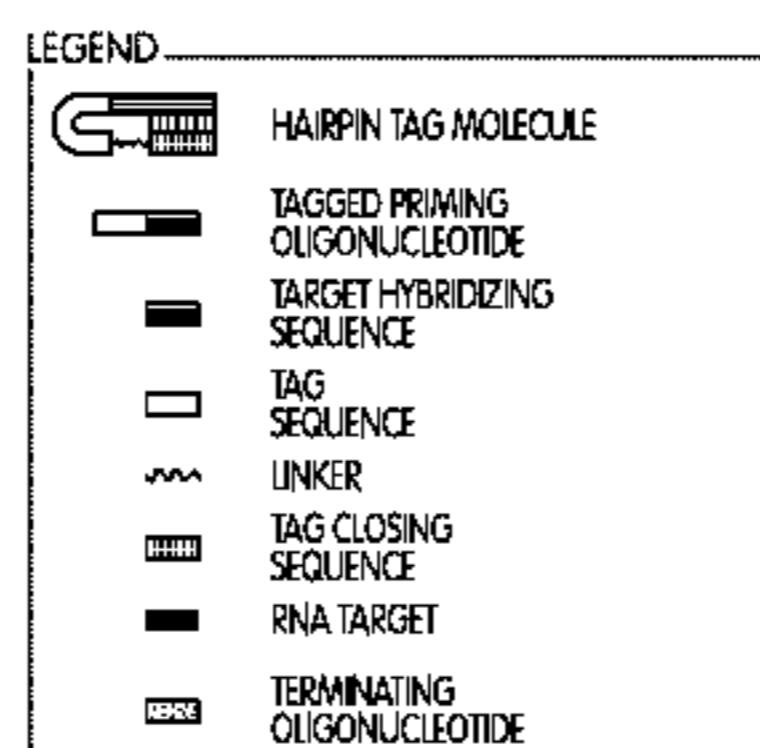 LEGEND
HAIRPIN TAG MOLECULE
TAGGED PRIMING
OLIGONUCLEOTIDE
TARGET HYBRIDIZING
SEQUENCE
TAG
SEQUENCE
LINKER
TAG CLOSING
SEQUENCE
RNA TARGET
TERMINATING
OLIGONUCLEOTIDE